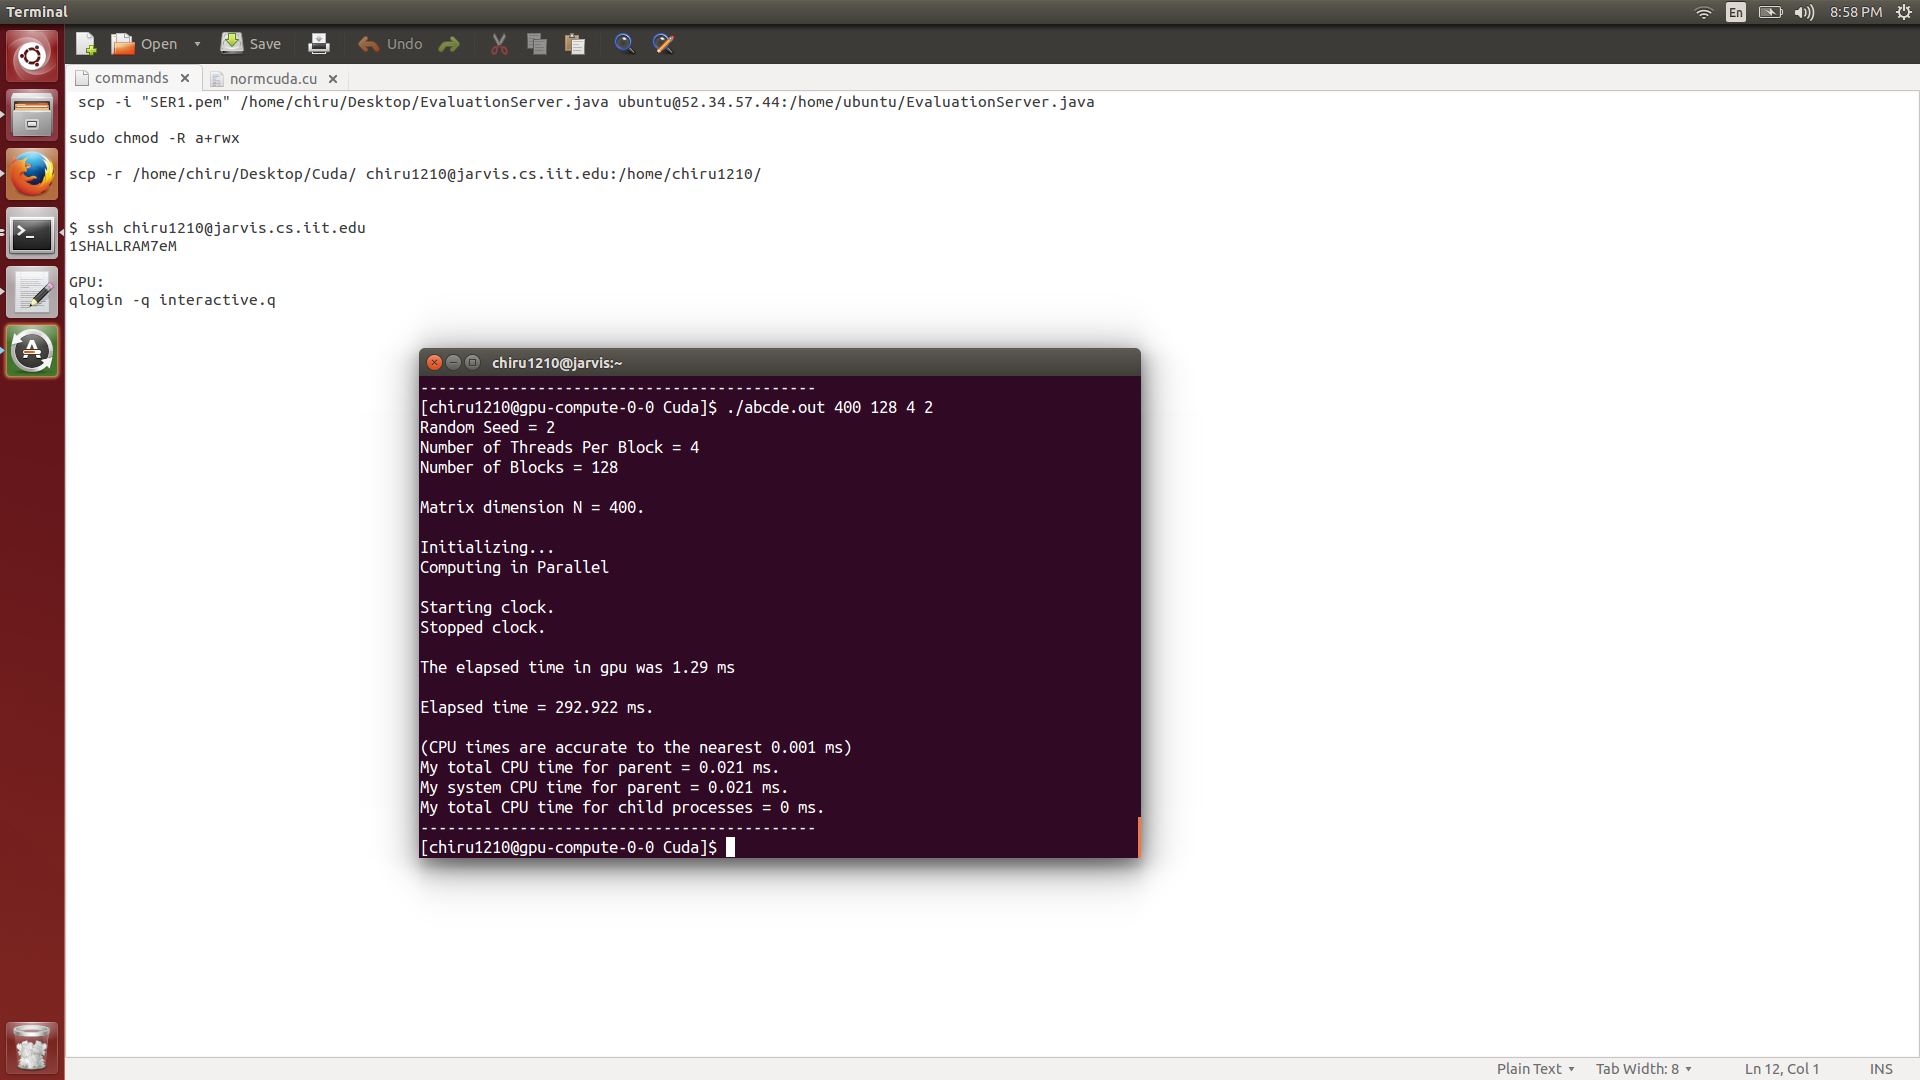 Terminal
En
8:58 PM
Open
Save
Undo
commands
normcuda.cu
scp -i "SER1.pem" /home/chiru/Desktop/EvaluationServer.java ubuntu@52.34.57.44:/home/ubuntu/EvaluationServer.java
sudo chmod -R a+rwx
scp -r /home/chiru/Desktop/Cuda/ chiru1210@jarvis.cs.iit.edu:/home/chiru1210/
$ ssh chiru1210@jarvis.cs.iit.edu
1SHALLRAM7eM
GPU:
qlogin -q interactive.q
chiru1210@jarvis:~
--------------------------------------------
[chiru1210@gpu-compute-0-0 Cuda]$ ./abcde.out 400 128 4 2
Random Seed = 2
Number of Threads Per Block = 4
Number of Blocks = 128
Matrix dimension N = 400.
Initializing...
Computing in Parallel
Starting clock.
Stopped clock.
The elapsed time in gpu was 1.29 ms
Elapsed time = 292.922 ms.
(CPU times are accurate to the nearest 0.001 ms)
My total CPU time for parent = 0.021 ms.
My system CPU time for parent = 0.021 ms.
My total CPU time for child processes = 0 ms.
--------------------------------------------
[chiru1210@gpu-compute-0-0 Cuda]$
Plain Text
Tab Width: 8
Ln 12, Col 1
INS